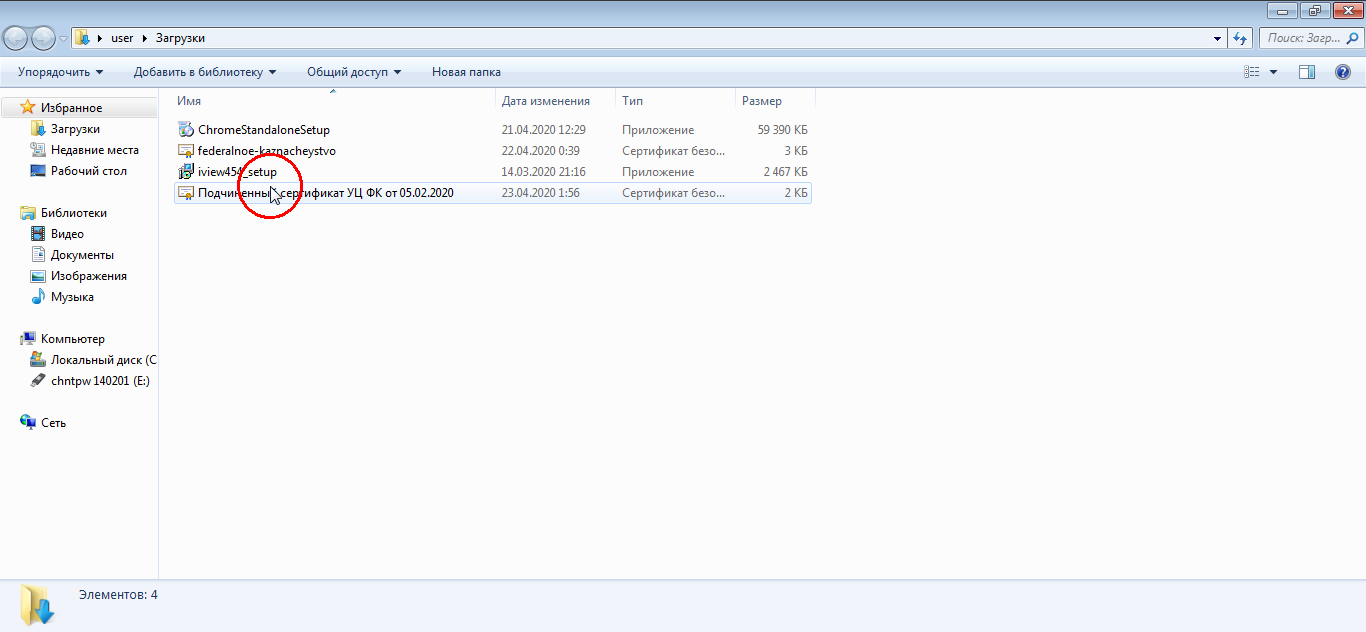 user Загрузки
Поиск: Загр...
Упорядочить Добавить в библиотеку Общий доступ Новая папка
Избранное
Загрузки
Недавние места
Рабочий стол
Библиотеки
Видео
Документы
Изображения
Музыка
Компьютер
Локальный диск (C
chntpw 140201 (E:)
Сеть
Имя Дата изменения Тип Размер
ChromeStandaloneSetup 21.04.2020 12:29 Приложение 59 390 КБ
federalnoe-kaznacheystvo 22.04.2020 0:39 Сертификат безо... 3 КБ
iview454_setup 14.03.2020 21:16 Приложение 2 467 КБ
Подчиненный сертификат УЦ ФК от 05.02.2020 23.04.2020 1:56 Сертификат безо... 2 КБ
Элементов: 4